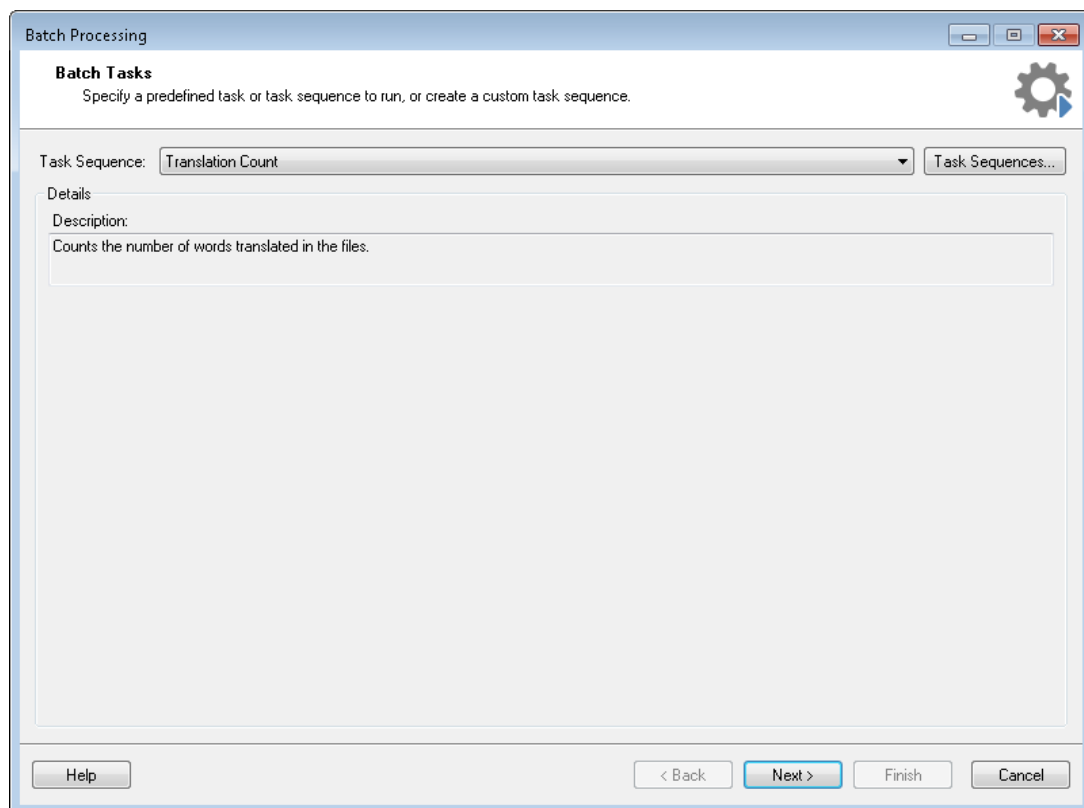 Batch Processing
Batch Tasks
Specify a predefined task or task sequence to run, or create a custom task sequence.
Task Sequence: Translation Count Task Sequences...
Details
Description:
Counts the number of words translated in the files.
Help < Back Next > Finish Cancel